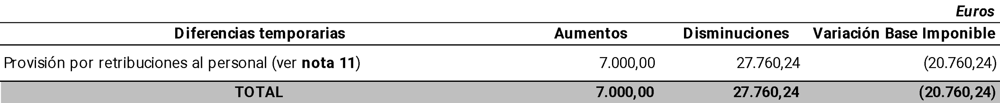 Euros
Diferencias temporarias Aumentos Disminuciones Variación Base Imponible
Provisión por retribuciones al personal (ver nota 11) 7.000,00 27.760,24 (20.760,24)
TOTAL 7.000,00 27.760,24 (20.760,24)